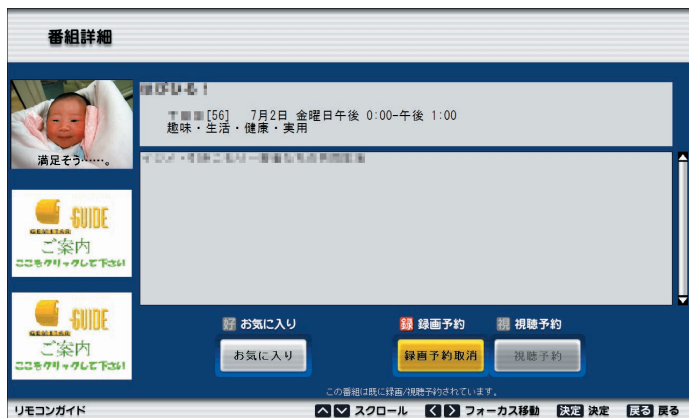 番組詳細
[56] 7月2日 金曜日午後 0:00-午後 1:00
趣味・生活・健康・実用
満足そう……。
GUIDE
GEMSTAR
ご案内
ここをクリックして下さい
GUIDE
GEMSTAR
ご案内
ここをクリックして下さい
好 お気に入り
録 録画予約
視 視聴予約
お気に入り
録画予約取消
視聴予約
この番組は既に録画/視聴予約されています。
リモコンガイド
スクロール
フォーカス移動
決定 決定
戻る 戻る